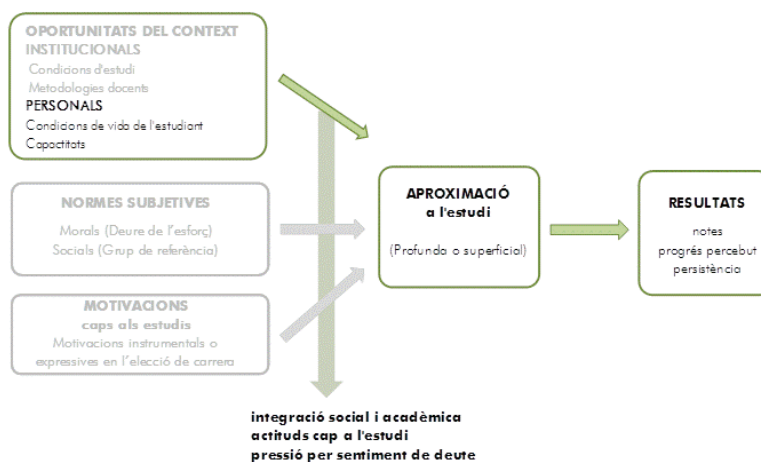 OPORTUNITATS DEL CONTEXT
INSTITUCIONALS
Condicions d'estudi
Metodologies docents
PERSONALS
Condicions de vida de l'estudiant
Capactitats
NORMES SUBJETIVES
Morals (Deure de l'esforç)
Socials (Grup de referència)
MOTIVACIONS
caps als estudis
Motivacions instrumentals o
expressives en l'elecció de carrera
APROXIMACIÓ
a l'estudi
(Profunda o superficial)
RESULTATS
notes
progrés percebut
persistència
integració social i acadèmica
actituds cap a l'estudi
pressió per sentiment de deute